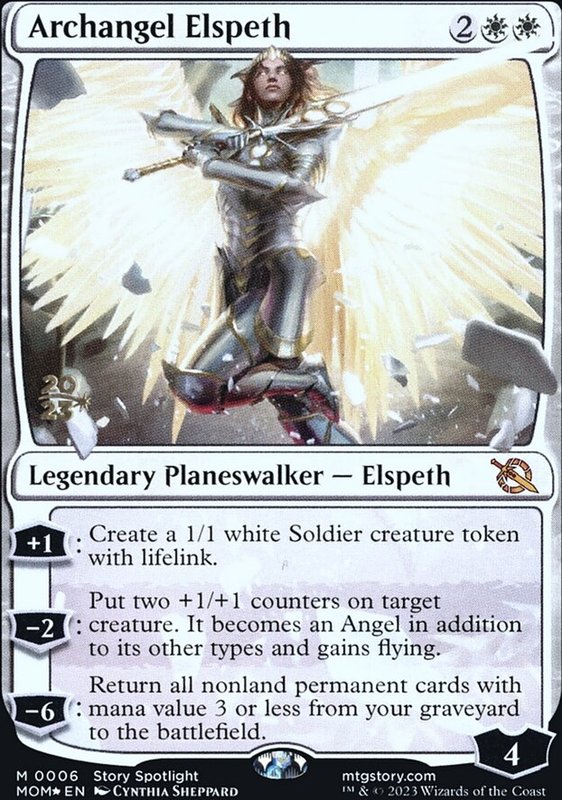 Archangel Elspeth 2
2023
Legendary Planeswalker — Elspeth
+1 : Create a 1/1 white Soldier creature token
with lifelink.
Put two +1/+1 counters on target
-2 : creature. It becomes an Angel in addition
to its other types and gains flying.
Return all nonland permanent cards with
-6 : mana value 3 or less from your graveyard
to the battlefield.
4
M 0006 Story Spotlight mtgstory.com
MOM★EN CYNTHIA SHEPPARD ™ & © 2023 Wizards of the Coast